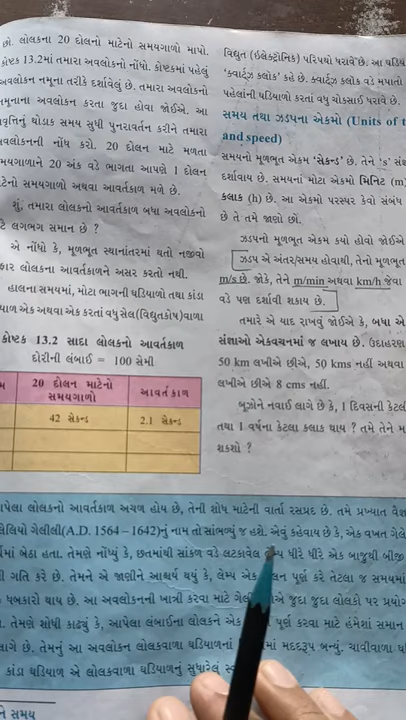 છો. લોલકના 20 દોલનો માટેનો સમયગાળો માપો.
કોષ્ટક 13.2માં તમારા અવલોકનો નોંધો. કોષ્ટકમાં પહેલું
અવલોકન નમૂના તરીકે દર્શાવેલું છે. તમારા અવલોકનો
નમૂનાના અવલોકન કરતા જુદા હોવા જોઈએ. આ
વૃત્તિનું થોડાક સમય સુધી પુનરાવર્તન કરીને તમારા
અવલોકનની નોંધ કરો. 20 દોલન માટે મળતા
સમયગાળાને 20 અંક વડે ભાગતા આપણે 1 દોલન
ટેનો સમયગાળો અથવા આવર્તકાળ મળે છે.
શું, તમારા લોલકનો આવર્તકાળ બધા અવલોકનો
ટે લગભગ સમાન છે ?
એ નોંધો કે, મૂળભૂત સ્થાનાંતરમાં થતો નજીવો
ફાર લોલકના આવર્તકાળને અસર કરતો નથી.
હાલના સમયમાં, મોટા ભાગની ઘડિયાળો તથા કાંડા
યાળ એક અથવા એક કરતાં વધુ સેલ(વિદ્યુતકોષ)વાળા
કોષ્ટક 13.2 સાદા લોલકનો આવર્તકાળ
દોરીની લંબાઈ = 100 સેમી
20 દોલન માટેનો સમયગાળો
આવર્તકાળ
42 સેકન્ડ
2.1 સેકન્ડ
વિદ્યુત (ઇલેક્ટ્રોનિક) પરિપથો ધરાવે છે. આ ઘડિય
'ક્વાર્ટ્ઝ ક્લોક' કહે છે. ક્વાર્ટ્ઝ ક્લોક વડે મપાતો
પહેલાંની ઘડિયાળો કરતાં વધુ ચોકસાઈ ધરાવે છે.
સમય તથા ઝડપના એકમો (Units of t
and speed)
સમયનો મૂળભૂત એકમ 'સેકન્ડ' છે. તેને 's' સંજ્ઞ
દર્શાવાય છે. સમયનાં મોટા એકમો મિનિટ (m
કલાક (h) છે. આ એકમો પરસ્પર કેવો સંબંધ
છે તે તમે જાણો છો.
ઝડપનો મૂળભૂત એકમ કયો હોવો જોઈએ
ઝડપ એ અંતર/સમય હોવાથી, તેનો મૂળભૂત
m/s છે. જોકે, તેને m/min અથવા km/h જેવા
વડે પણ દર્શાવી શકાય છે.
તમારે એ યાદ રાખવું જોઈએ કે, બધા એ
સંજ્ઞાઓ એકવચનમાં જ લખાય છે. ઉદાહરણ
50 km લખીએ છીએ, 50 kms નહીં અથવા
લખીએ છીએ 8 cms નહીં.
બૂઝોને નવાઈ લાગે છે કે, 1 દિવસની કેટલ
તથા 1 વર્ષના કેટલા કલાક થાય ? તમે તેને મ
શકશો ?
આપેલા લોલકનો આવર્તકાળ અચળ હોય છે, તેની શોધ માટેની વાર્તા રસપ્રદ છે. તમે પ્રખ્યાત વૈજ્ઞ
લેલિયો ગેલીલી(A.D. 1564 – 1642)નું નામ તો સાંભળ્યું જ હશે. એવું કહેવાય છે કે, એક વખત ગેલે
ર્ચમાં બેઠા હતા. તેમણે નોંધ્યું કે, છતમાંથી સાંકળ વડે લટકાવેલ ધીરે ધીરે એક બાજુથી બીજી
ગતિ કરે છે. તેમને એ જાણીને આશ્ચર્ય થયું કે, લેમ્પ એક પૂર્ણ કરે તેટલા જ સમયમાં
ધબકારો થાય છે. આ અવલોકનની ખાત્રી કરવા માટે જુદા જુદા લોલકો પર પ્રયોગ
તેમણે શોધી કાઢ્યું કે, આપેલા લંબાઈના લોલકને એક પૂર્ણ કરવા માટે હંમેશાં સમાન
લાગે છે. તેમનું આ અવલોકન લોલકવાળા ઘડિયાળનાં મદદરૂપ બન્યું. ચાવીવાળા ઘ
કાંડા ઘડિયાળ એ લોલકવાળા ઘડિયાળનું સુધારેલું
ને સમય